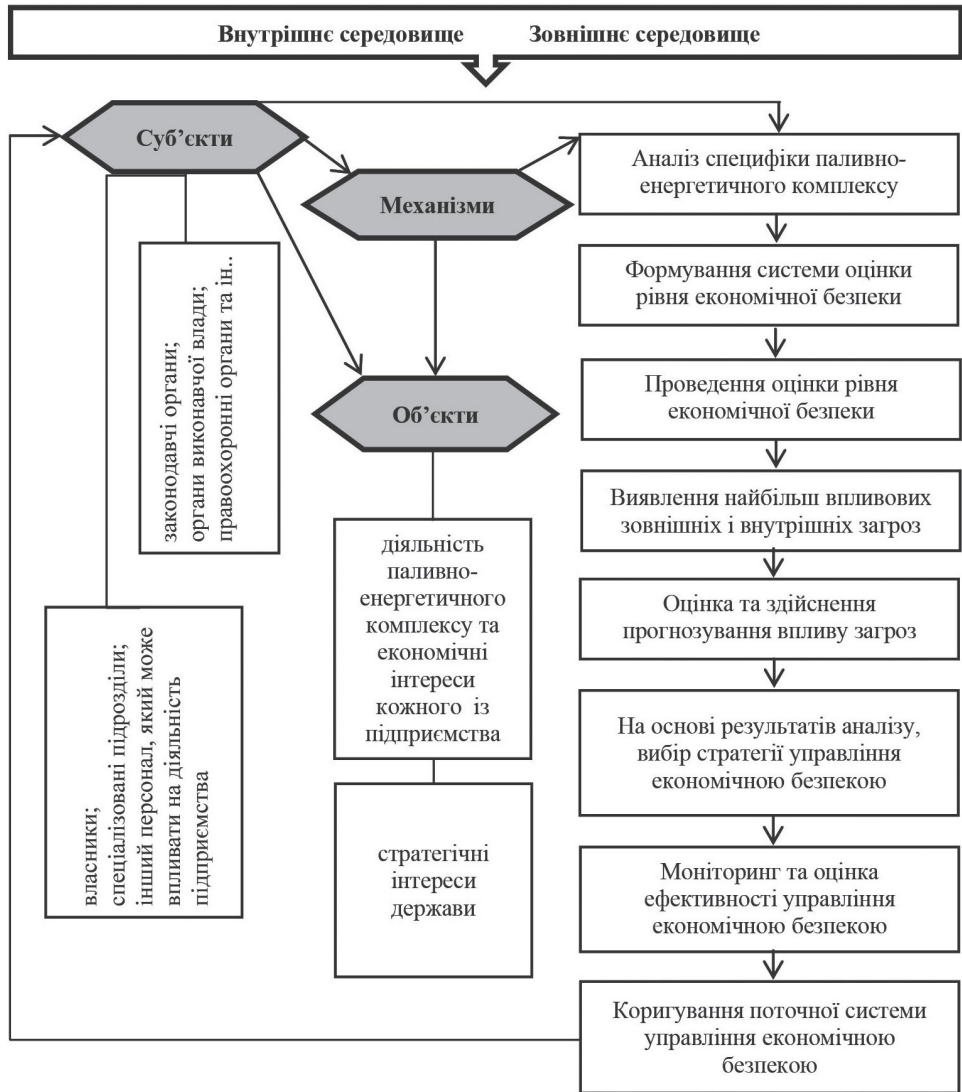 Внутрішнє середовище Зовнішнє середовище
Суб’єкти
Механізми
Об’єкти
законодавчі органи;
органи виконавчої влади;
правоохоронні органи та ін..
власники;
спеціалізовані підрозділи;
інший персонал, який може
впливати на діяльність
підприємства
діяльність
паливно-
енергетичного
комплексу та
економічні
інтереси
кожного із
підприємства
стратегічні
інтереси
держави
Аналіз специфіки паливно-
енергетичного комплексу
Формування системи оцінки
рівня економічної безпеки
Проведення оцінки рівня
економічної безпеки
Виявлення найбільш впливових
зовнішніх і внутрішніх загроз
Оцінка та здійснення
прогнозування впливу загроз
На основі результатів аналізу,
вибір стратегії управління
економічною безпекою
Моніторинг та оцінка
ефективності управління
економічною безпекою
Коригування поточної системи
управління економічною
безпекою